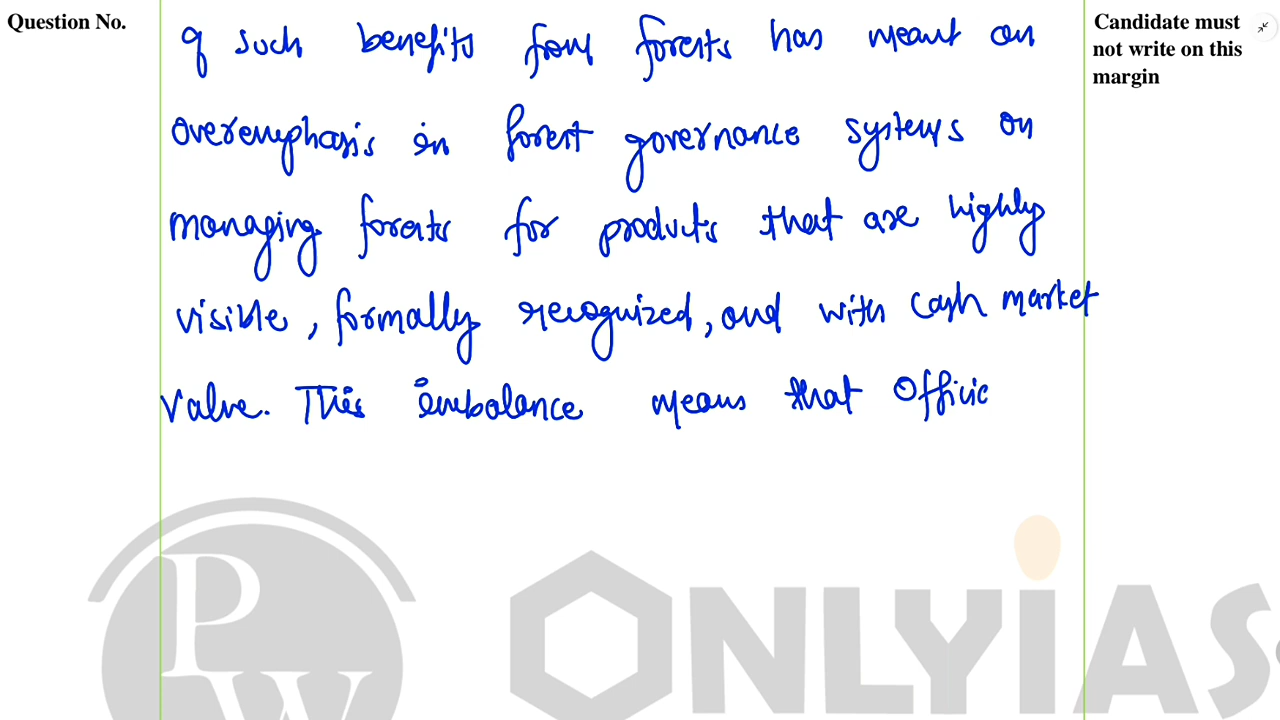 Question No.
Candidate must
not write on this
margin
of such benefits from forests has meant an
overemphasis in forest governance systems on
managing forests for products that are highly
visible, formally recognized, and with cash market
value. This imbalance means that Offic
PW ONLYIAS